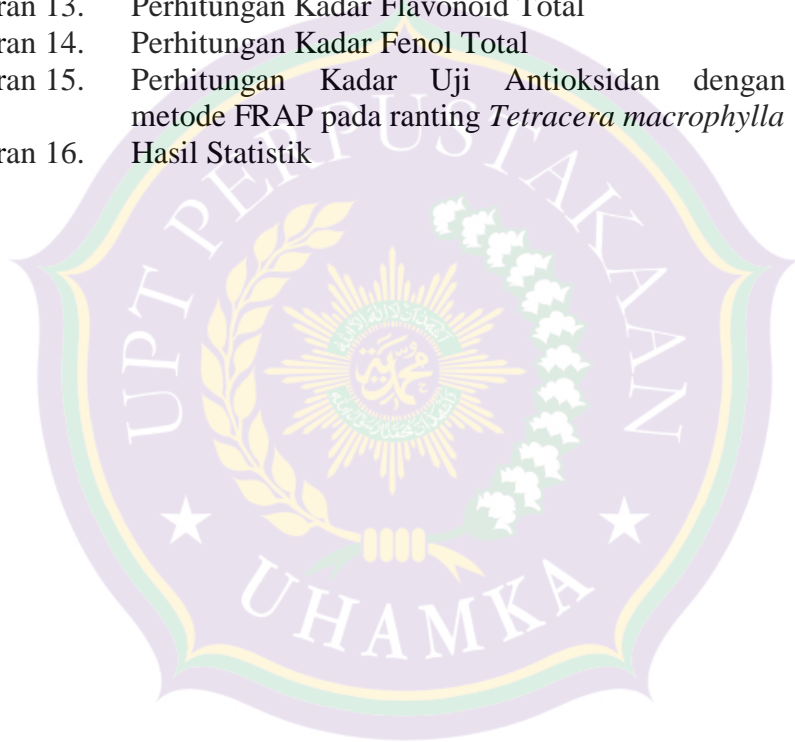 ran 13. Perhitungan Kadar Flavonoid Total
ran 14. Perhitungan Kadar Fenol Total
ran 15. Perhitungan Kadar Uji Antioksidan dengan
metode FRAP pada ranting Tetracera macrophylla
ran 16. Hasil Statistik
UPT PERPUSTAKAAN
UHAMKA